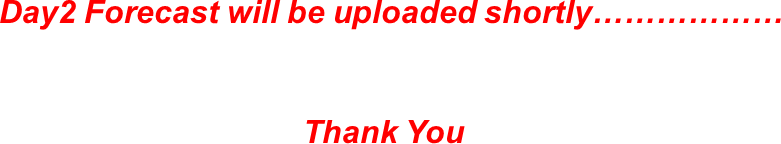 Day2 Forecast will be uploaded shortly………………
Thank You